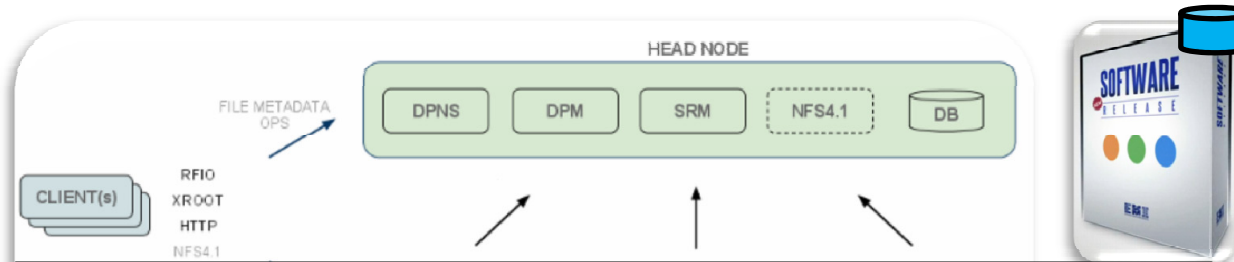 HEAD NODE
FILE METADATA
OPS
DPNS
DPM
SRM
NFS4.1
DB
CLIENT(s)
RFIO
XROOT
HTTP
NFS4.1
SOFTWARE
RELEASE
SOFTWARE
EMI